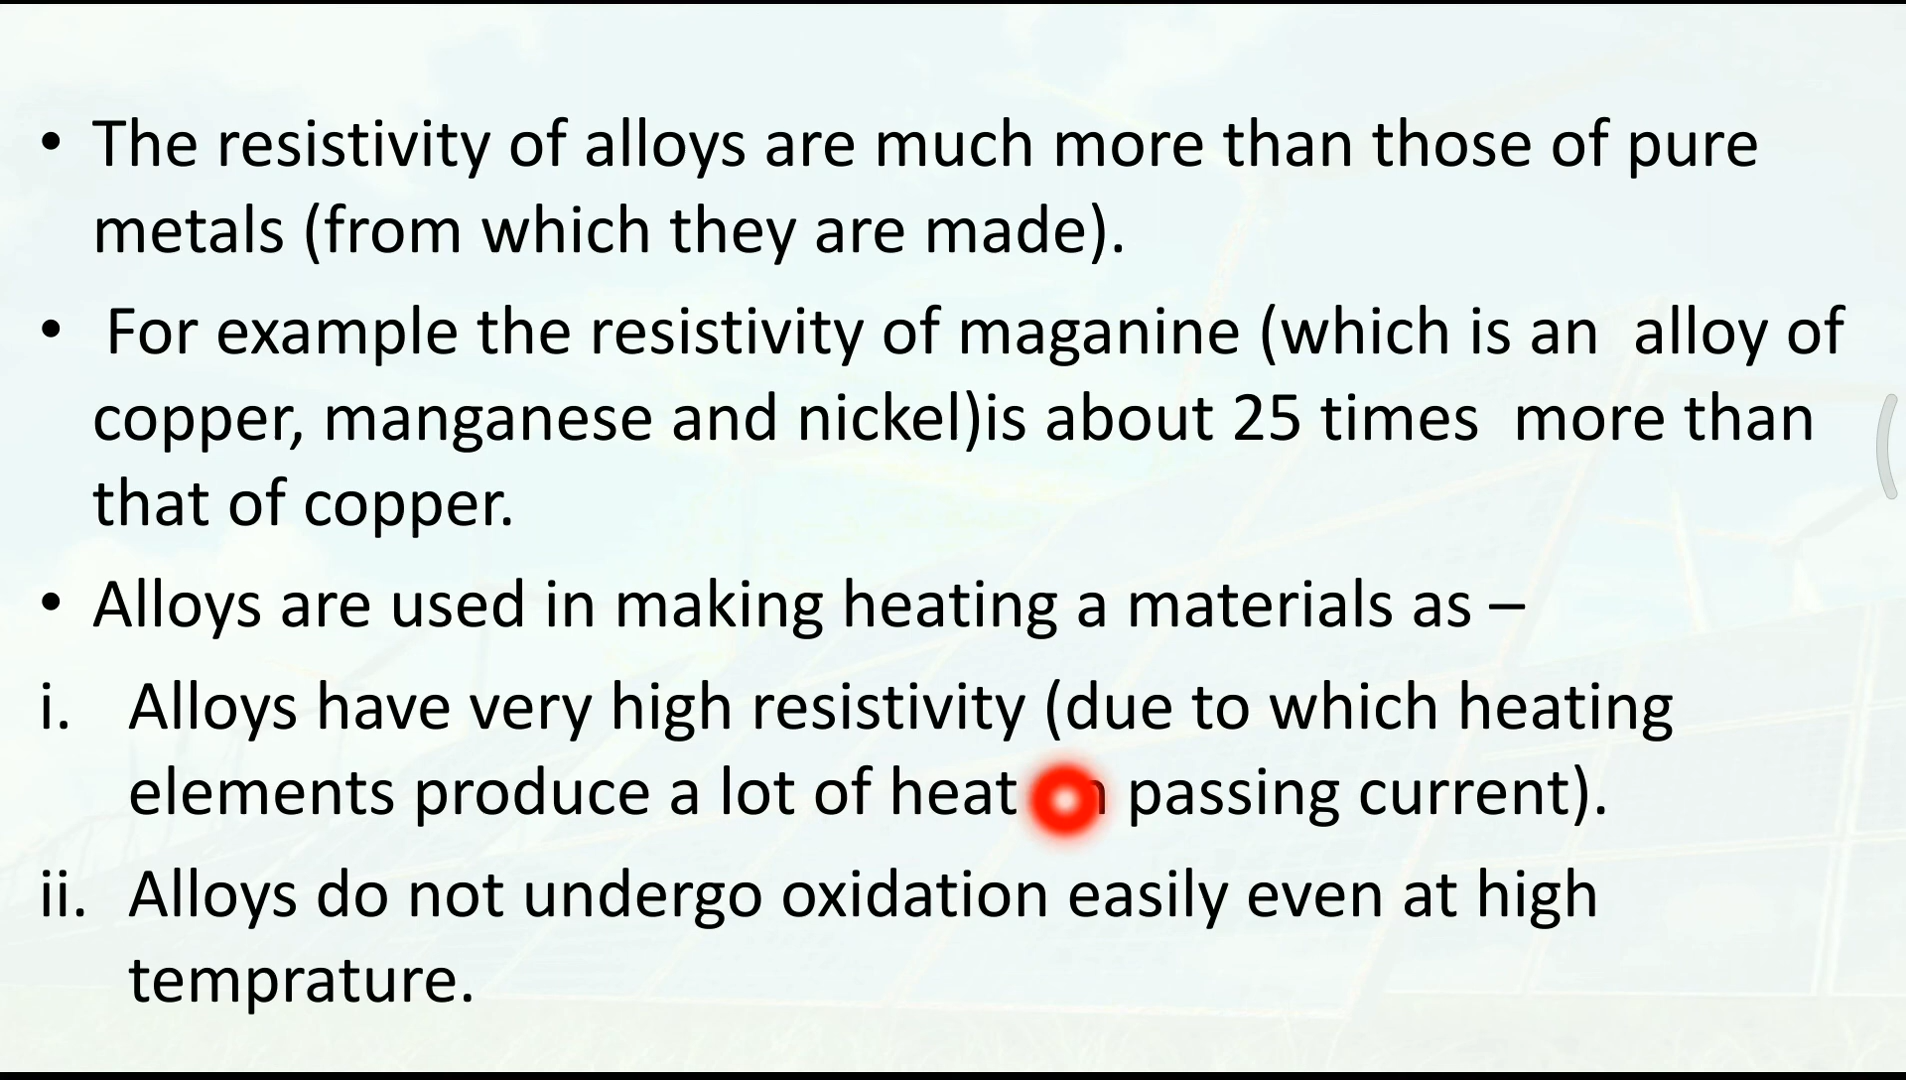 • The resistivity of alloys are much more than those of pure
metals (from which they are made).
• For example the resistivity of maganine (which is an alloy of
copper, manganese and nickel)is about 25 times more than
that of copper.
• Alloys are used in making heating a materials as –
i. Alloys have very high resistivity (due to which heating
elements produce a lot of heat passing current).
ii. Alloys do not undergo oxidation easily even at high
temprature.